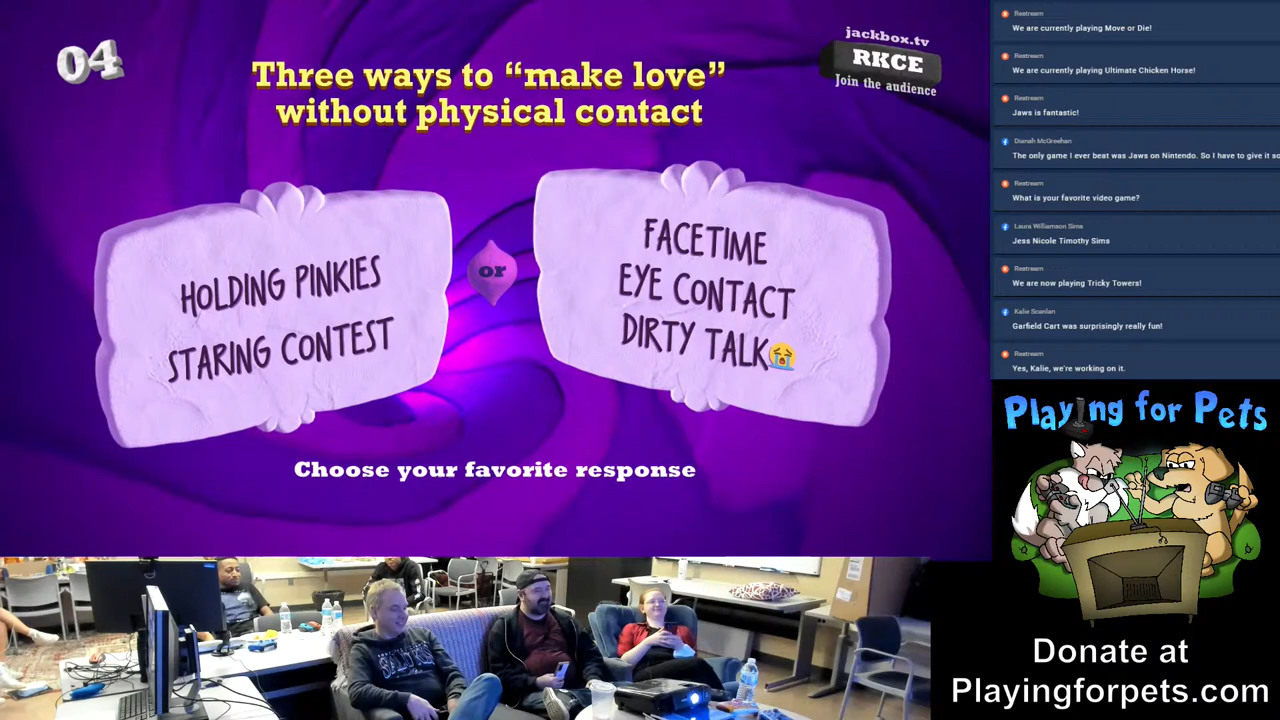 04
jackbox.tv
RKCE
Join the audience
Three ways to “make love”
without physical contact
HOLDING PINKIES
STARING CONTEST
or
FACETIME
EYE CONTACT
DIRTY TALK😭
Choose your favorite response
Restream
We are currently playing Move or Die!
Restream
We are currently playing Ultimate Chicken Horse!
Restream
Jaws is fantastic!
Dianah McGreehan
The only game I ever beat was Jaws on Nintendo. So I have to give it
Restream
What is your favorite video game?
Laura Williamson Sims
Jess Nicole Timothy Sims
Restream
We are now playing Tricky Towers!
Kalie Scanlan
Garfield Cart was surprisingly really fun!
Restream
Yes, Kalie, we're working on it.
Playing for Pets
Donate at
Playingforpets.com